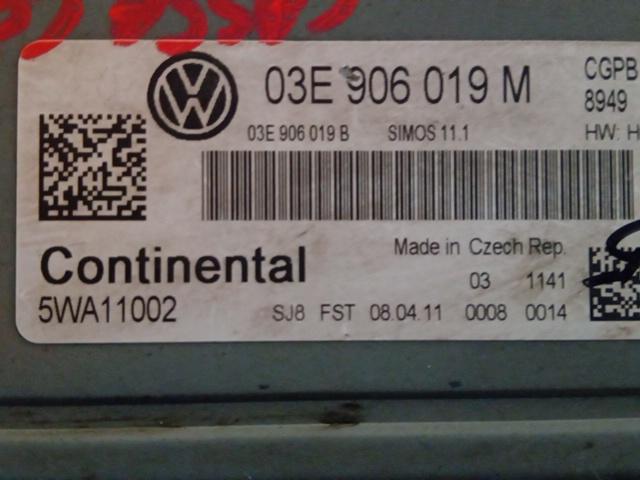 03E 906 019 M
CGPB
8949
03E 906 019 B SIMOS 11.1
HW: H
Continental
Made in Czech Rep.
03 1141
5WA11002
SJ8 FST 08.04.11 0008 0014